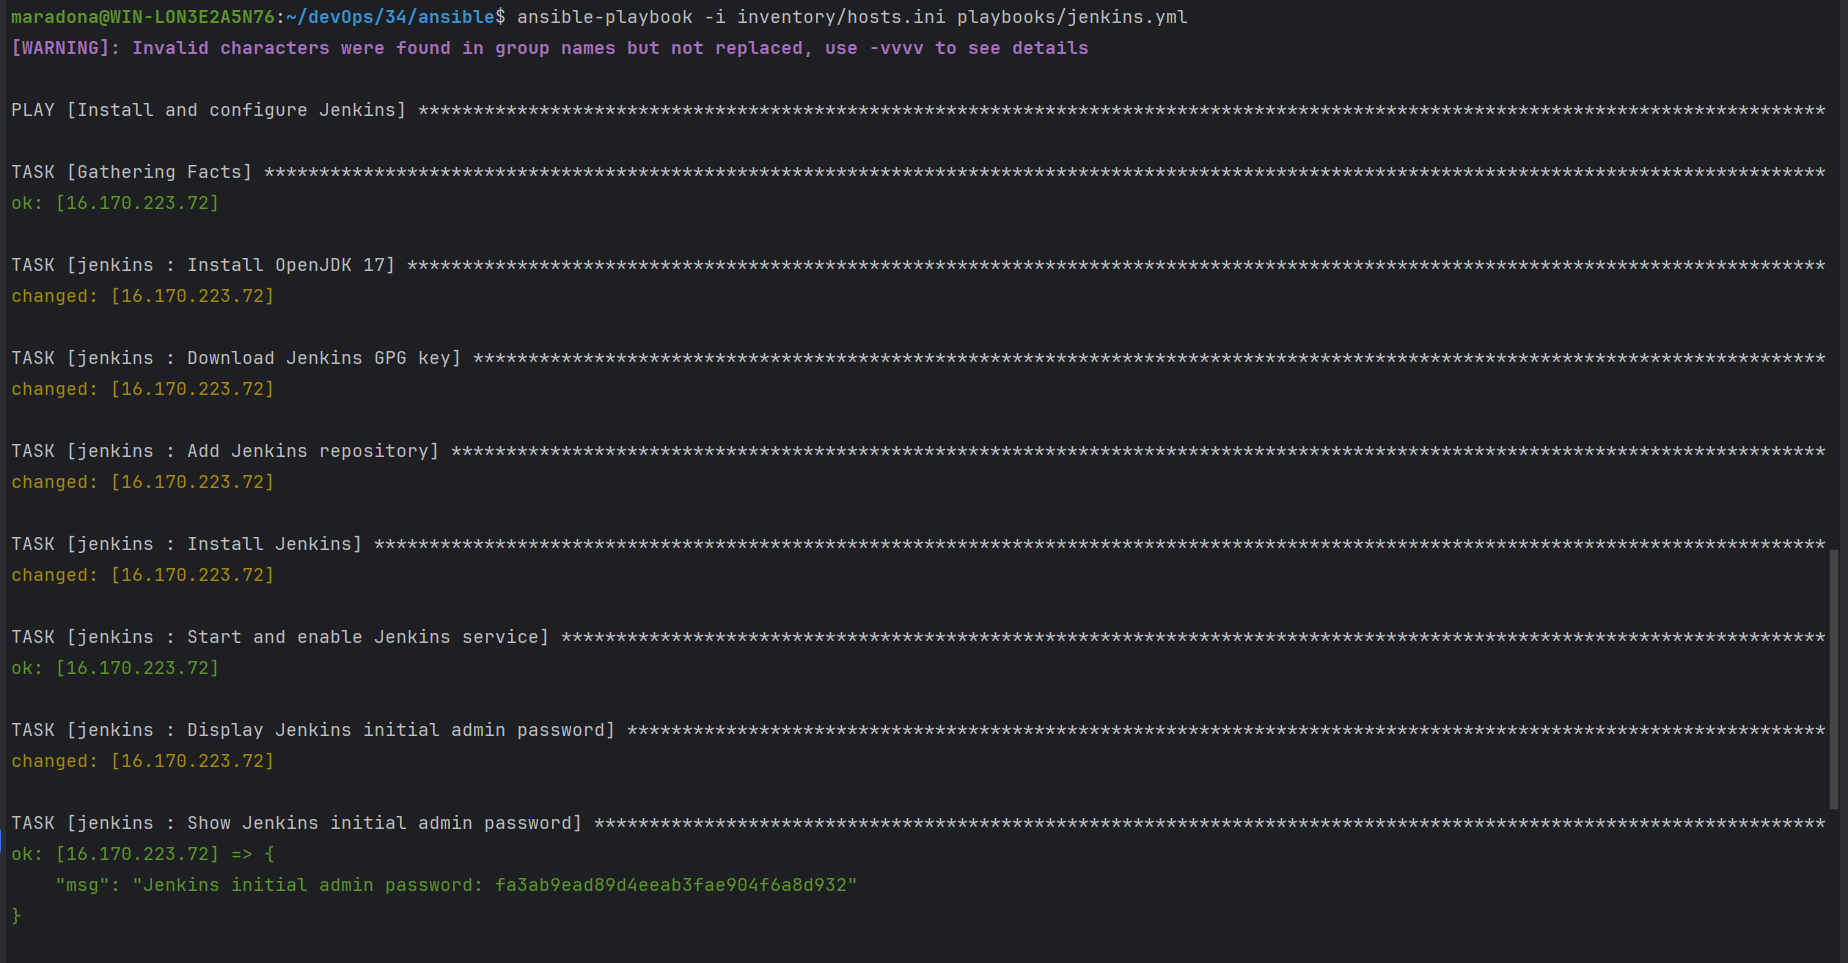 maradona@WIN-LON3E2A5N76:~/devOps/34/ansible$ ansible-playbook -i inventory/hosts.ini playbooks/jenkins.yml
[WARNING]: Invalid characters were found in group names but not replaced, use -vvvv to see details
PLAY [Install and configure Jenkins] ********************************************************************************************************************************
TASK [Gathering Facts] **********************************************************************************************************************************************
ok: [16.170.223.72]
TASK [jenkins : Install OpenJDK 17] *********************************************************************************************************************************
changed: [16.170.223.72]
TASK [jenkins : Download Jenkins GPG key] ***************************************************************************************************************************
changed: [16.170.223.72]
TASK [jenkins : Add Jenkins repository] *****************************************************************************************************************************
changed: [16.170.223.72]
TASK [jenkins : Install Jenkins] ************************************************************************************************************************************
changed: [16.170.223.72]
TASK [jenkins : Start and enable Jenkins service] *******************************************************************************************************************
ok: [16.170.223.72]
TASK [jenkins : Display Jenkins initial admin password] *************************************************************************************************************
changed: [16.170.223.72]
TASK [jenkins : Show Jenkins initial admin password] ****************************************************************************************************************
ok: [16.170.223.72] => {
    "msg": "Jenkins initial admin password: fa3ab9ead89d4eeab3fae904f6a8d932"
}